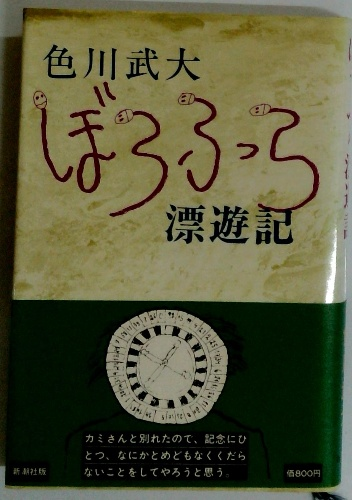 色川武大
ぼうふら
漂遊記
カミさんと別れたので、記念にひ
とつ、なにかとめどもなくくだら
ないことをしてやろうと思う。
新潮社版
価800円